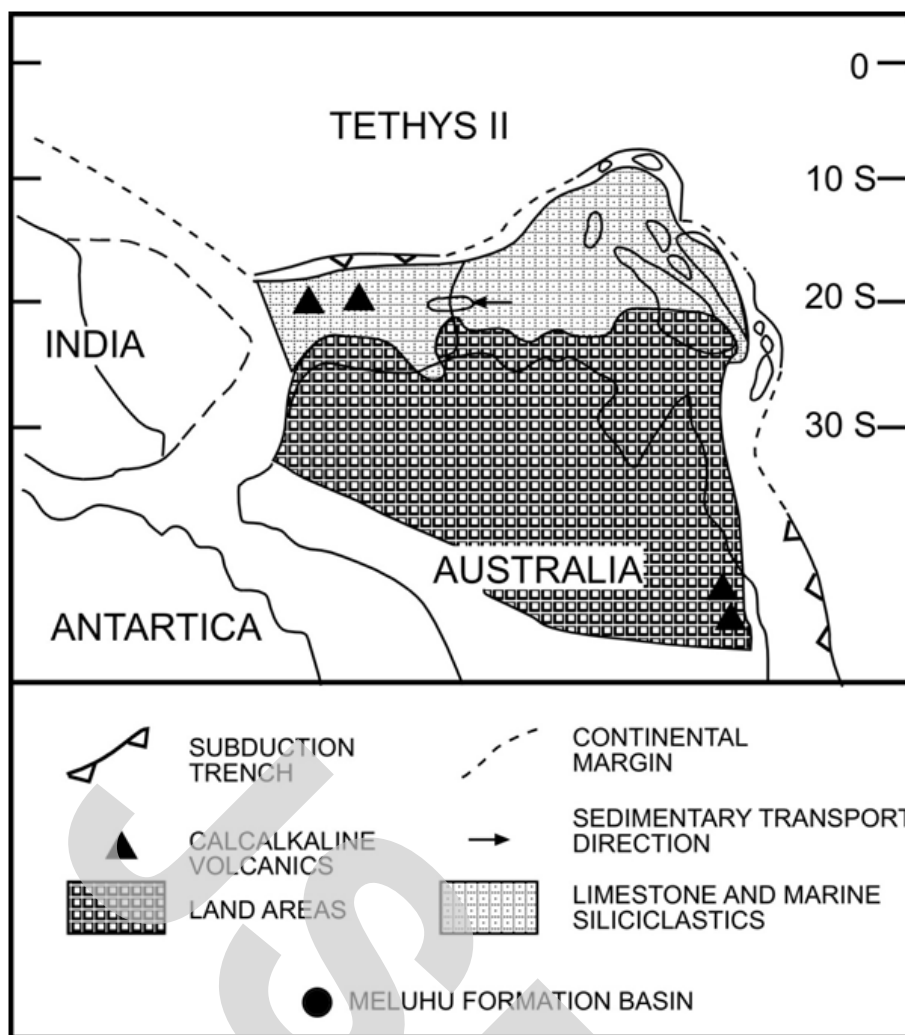 0
TETHYS II
10 S
20 S
INDIA
30 S
AUSTRALIA
ANTARTICA
SUBDUCTION
TRENCH
CONTINENTAL
MARGIN
CALCALKALINE
VOLCANICS
SEDIMENTARY TRANSPORT
DIRECTION
LAND AREAS
LIMESTONE AND MARINE
SILICICLASTICS
MELUHU FORMATION BASIN